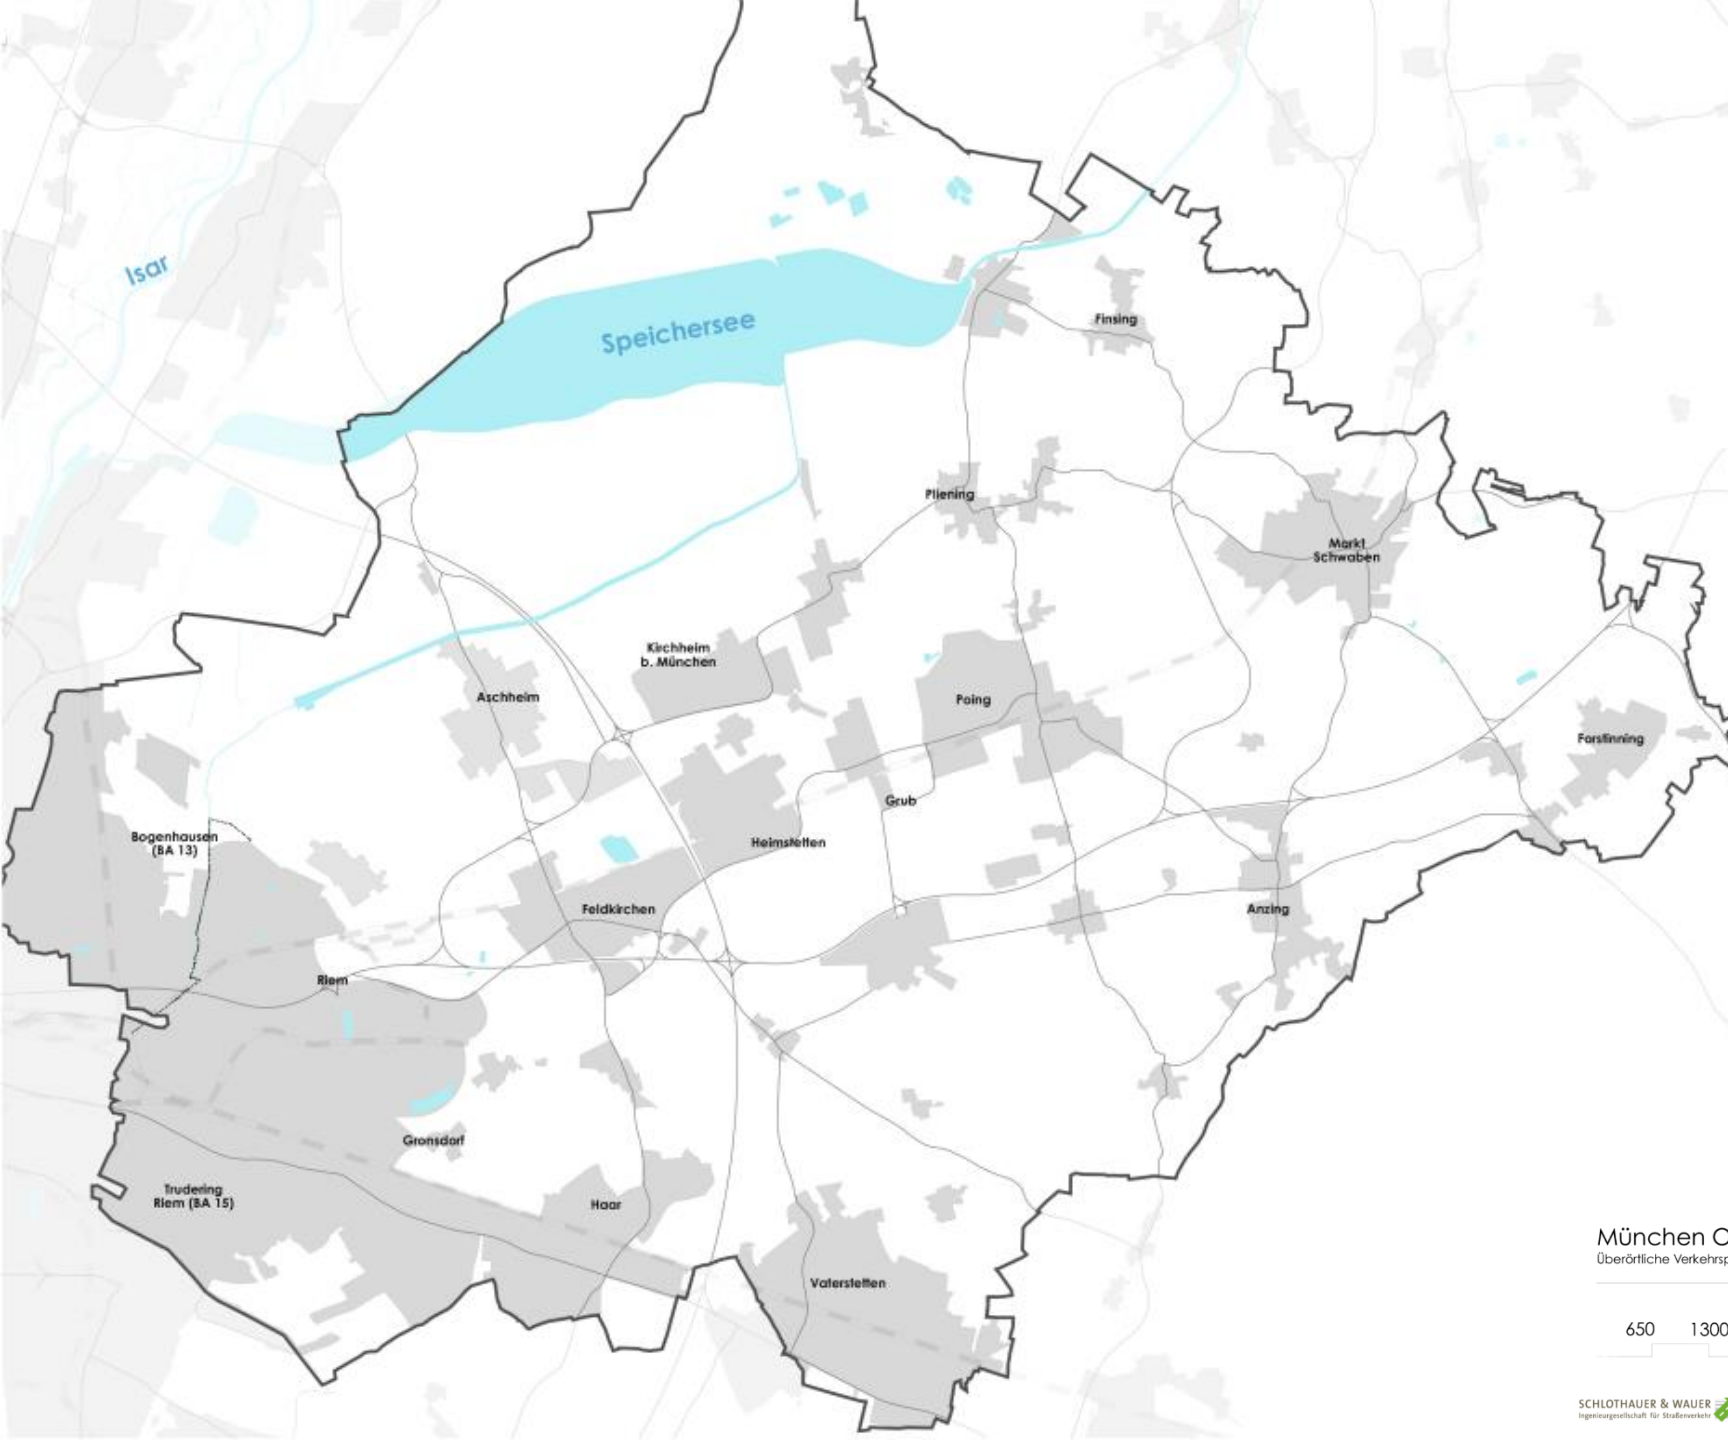 Isar
Speichersee
Finsing
Pliening
Markt
Schwaben
Kirchheim
b. München
Aschheim
Poing
Forstinning
Grub
Bogenhausen
(BA 13)
Heimstetten
Feldkirchen
Anzing
Riem
Gronsdorf
Trudering
Riem (BA 15)
Haar
Vaterstetten
München O
Überörtliche Verkehrsp
650 1300
SCHLOTHAUER & WAUER
Ingenieurgesellschaft für Straßenverkehr